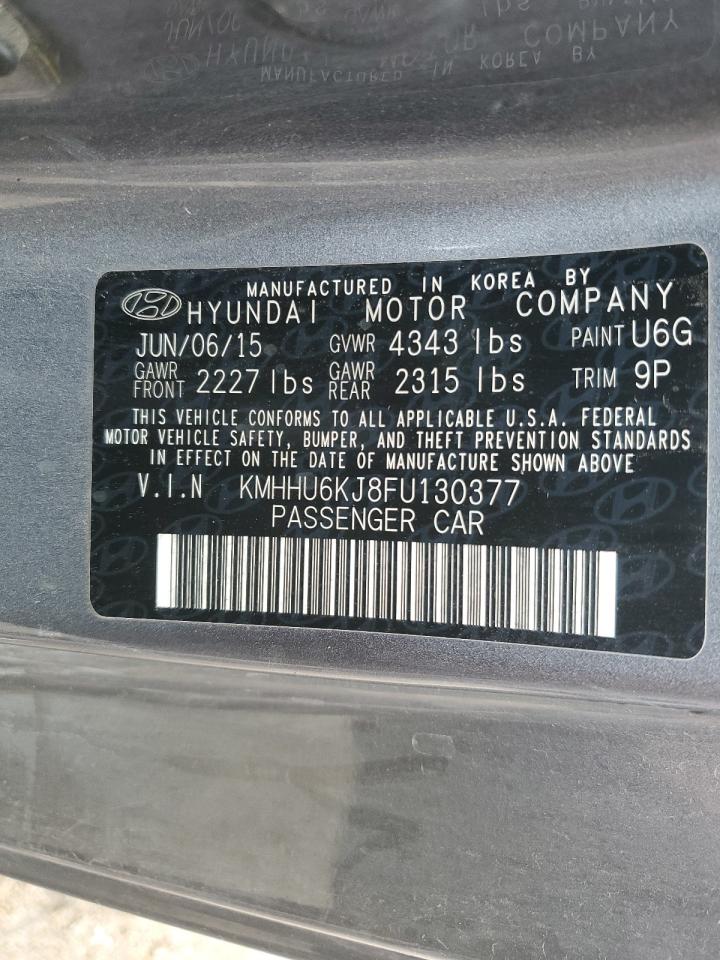 MANUFACTURED IN KOREA BY
HYUNDAI MOTOR COMPANY
JUN/06/15 GVWR 4343 lbs PAINT U6G
GAWR FRONT 2227 lbs GAWR REAR 2315 lbs TRIM 9P
THIS VEHICLE CONFORMS TO ALL APPLICABLE U.S.A. FEDERAL
MOTOR VEHICLE SAFETY, BUMPER, AND THEFT PREVENTION STANDARDS
IN EFFECT ON THE DATE OF MANUFACTURE SHOWN ABOVE
V.I.N KMHHU6KJ8FU130377
PASSENGER CAR